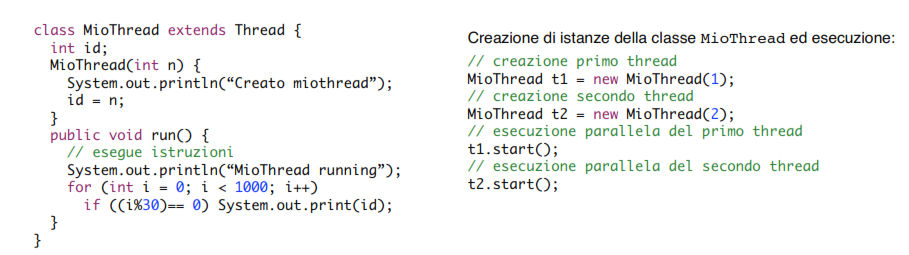 class MioThread extends Thread {
int id;
MioThread(int n) {
System.out.println(“Creato miothread”);
id = n;
}
public void run() {
// esegue istruzioni
System.out.println(“MioThread running”);
for (int i = 0; i < 1000; i++)
if ((i%30)== 0) System.out.print(id);
}
}
Creazione di istanze della classe MioThread ed esecuzione:
// creazione primo thread
MioThread t1 = new MioThread(1);
// creazione secondo thread
MioThread t2 = new MioThread(2);
// esecuzione parallela del primo thread
t1.start();
// esecuzione parallela del secondo thread
t2.start();